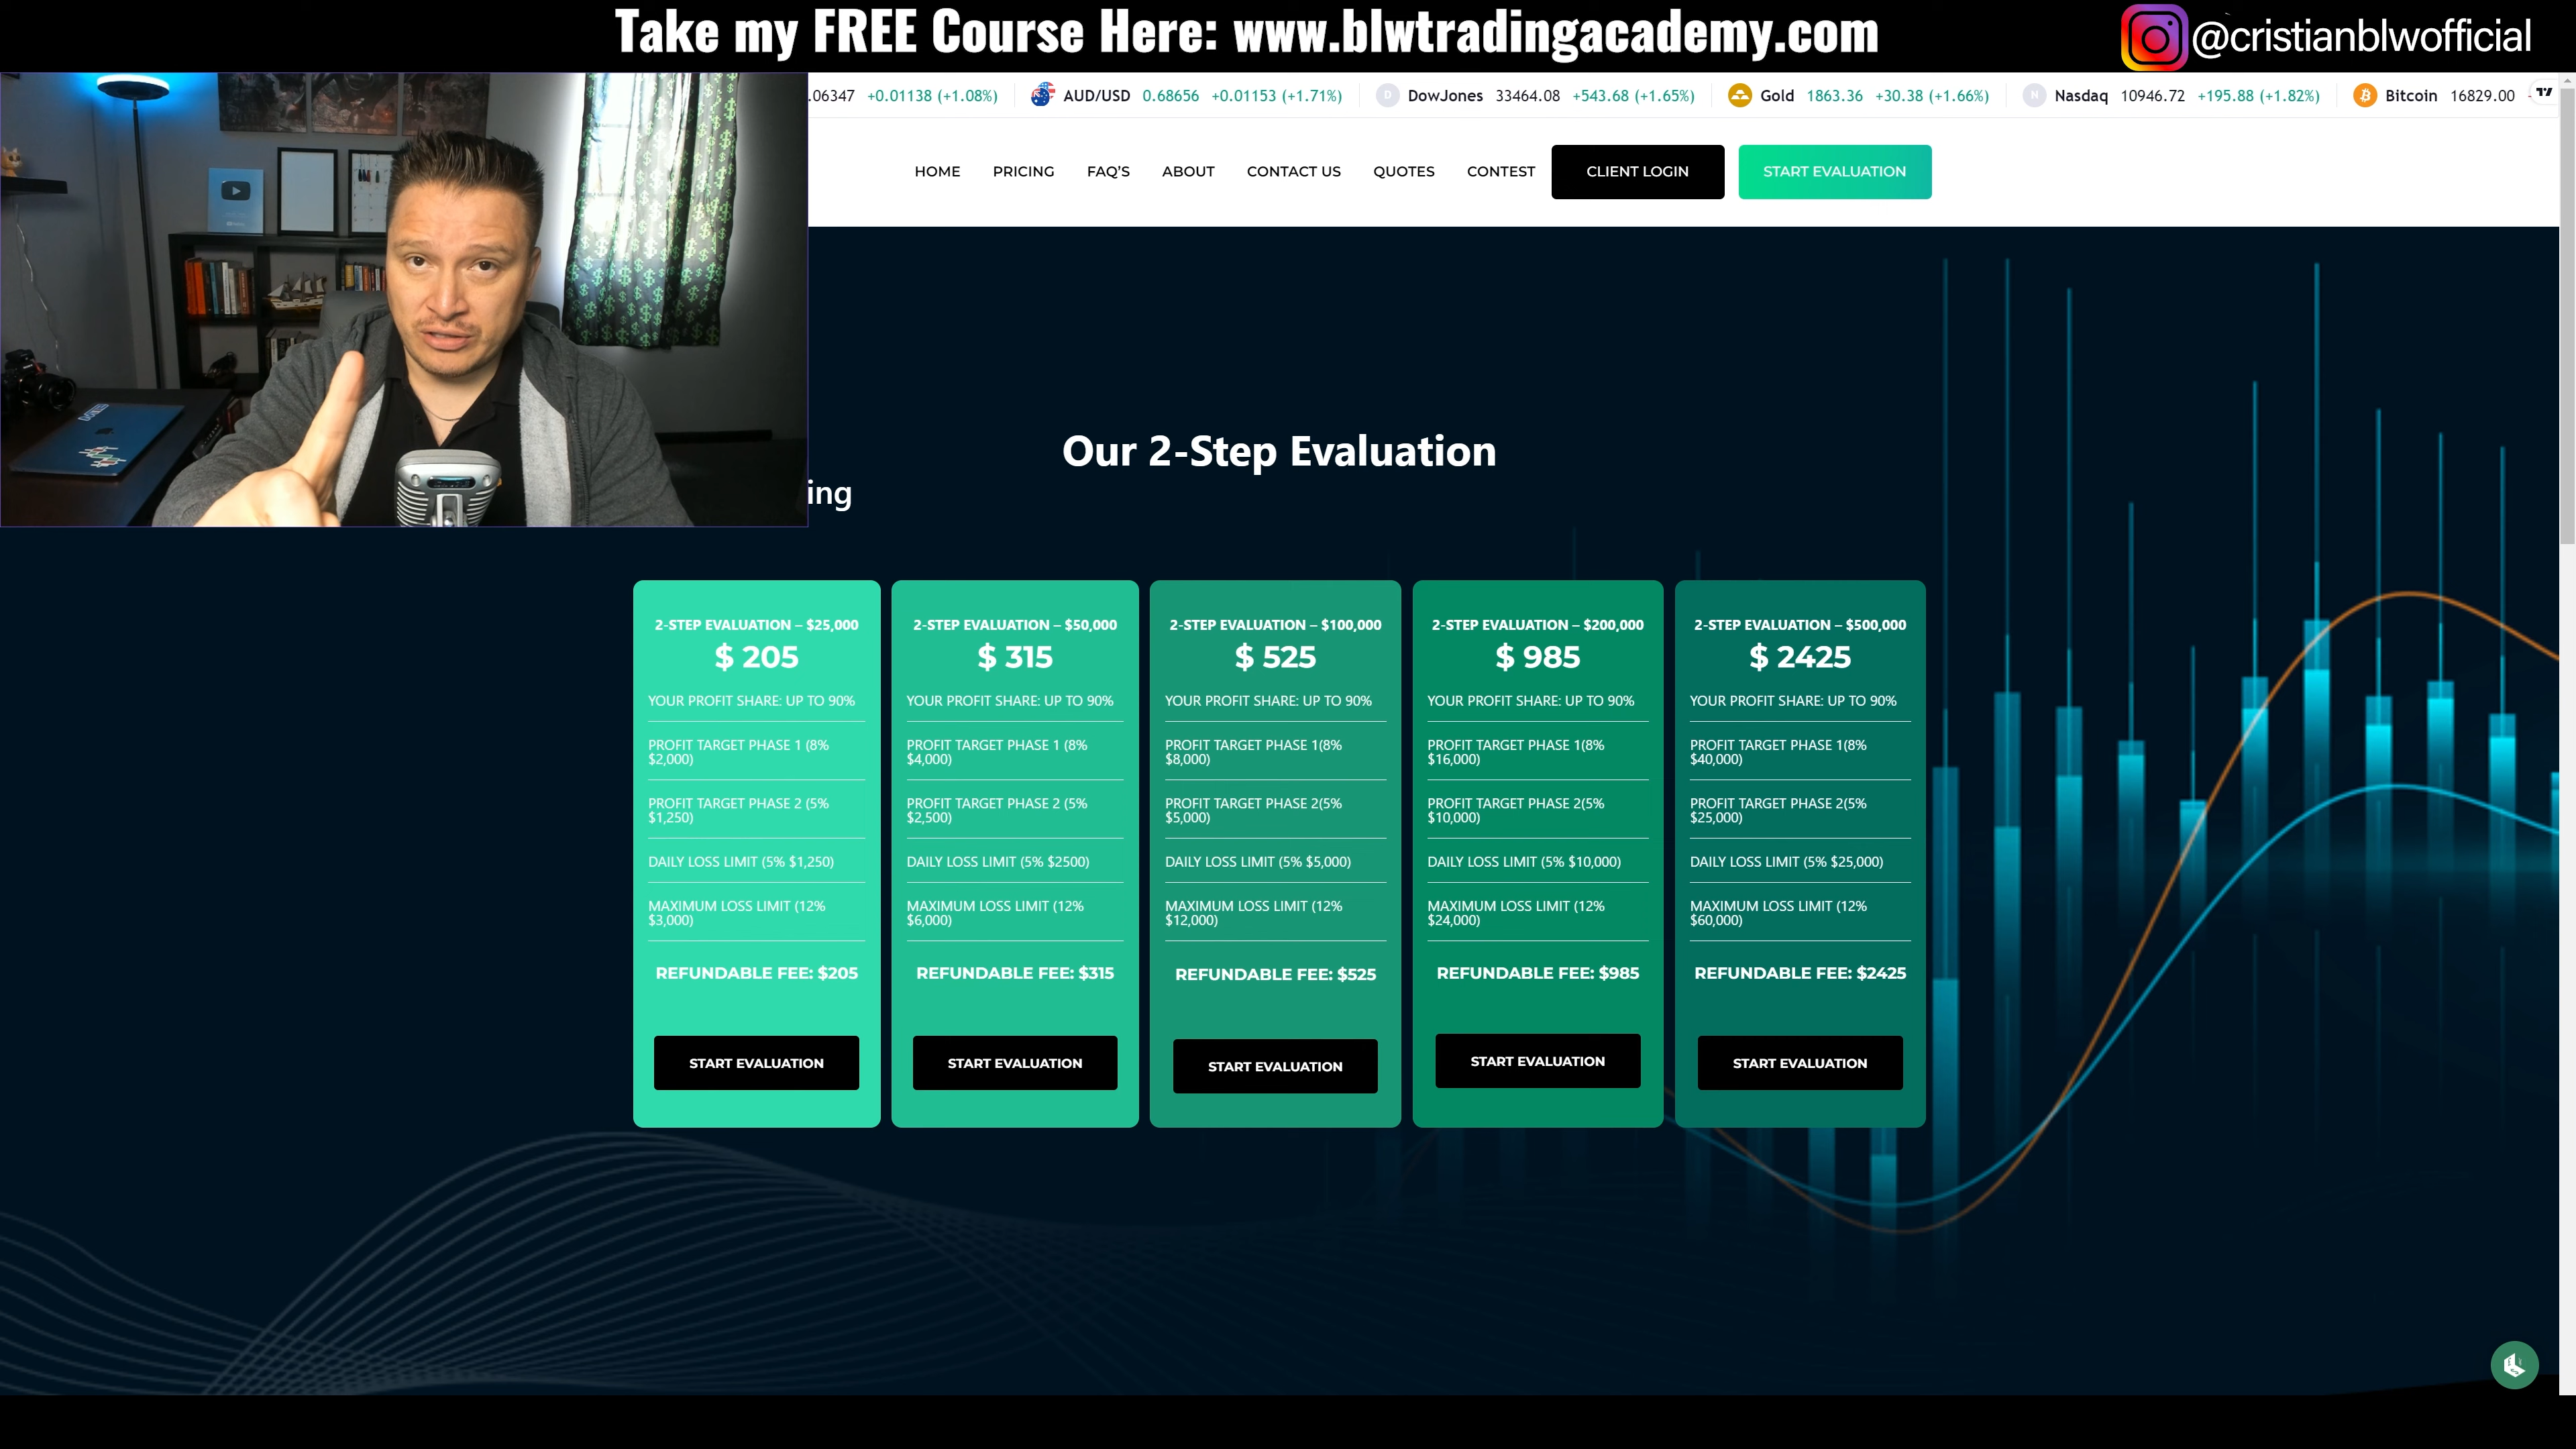 Take my FREE Course Here: www.blwtradingacademy.com
@cristianblwofficial
.06347 +0.01138 (+1.08%) AUD/USD 0.68656 +0.01153 (+1.71%) D DowJones 33464.08 +543.68 (+1.65%) Gold 1863.36 +30.38 (+1.66%) N Nasdaq 10946.72 +195.88 (+1.82%) Bitcoin 16829.00 -
HOME PRICING FAQ'S ABOUT CONTACT US QUOTES CONTEST CLIENT LOGIN START EVALUATION
Our 2-Step Evaluation
ing
2-STEP EVALUATION – $25,000
$ 205
YOUR PROFIT SHARE: UP TO 90%
PROFIT TARGET PHASE 1 (8%
$2,000)
PROFIT TARGET PHASE 2 (5%
$1,250)
DAILY LOSS LIMIT (5% $1,250)
MAXIMUM LOSS LIMIT (12%
$3,000)
REFUNDABLE FEE: $205
START EVALUATION
2-STEP EVALUATION – $50,000
$ 315
YOUR PROFIT SHARE: UP TO 90%
PROFIT TARGET PHASE 1 (8%
$4,000)
PROFIT TARGET PHASE 2 (5%
$2,500)
DAILY LOSS LIMIT (5% $2500)
MAXIMUM LOSS LIMIT (12%
$6,000)
REFUNDABLE FEE: $315
START EVALUATION
2-STEP EVALUATION – $100,000
$ 525
YOUR PROFIT SHARE: UP TO 90%
PROFIT TARGET PHASE 1(8%
$8,000)
PROFIT TARGET PHASE 2(5%
$5,000)
DAILY LOSS LIMIT (5% $5,000)
MAXIMUM LOSS LIMIT (12%
$12,000)
REFUNDABLE FEE: $525
START EVALUATION
2-STEP EVALUATION – $200,000
$ 985
YOUR PROFIT SHARE: UP TO 90%
PROFIT TARGET PHASE 1(8%
$16,000)
PROFIT TARGET PHASE 2(5%
$10,000)
DAILY LOSS LIMIT (5% $10,000)
MAXIMUM LOSS LIMIT (12%
$24,000)
REFUNDABLE FEE: $985
START EVALUATION
2-STEP EVALUATION – $500,000
$ 2425
YOUR PROFIT SHARE: UP TO 90%
PROFIT TARGET PHASE 1(8%
$40,000)
PROFIT TARGET PHASE 2(5%
$25,000)
DAILY LOSS LIMIT (5% $25,000)
MAXIMUM LOSS LIMIT (12%
$60,000)
REFUNDABLE FEE: $2425
START EVALUATION